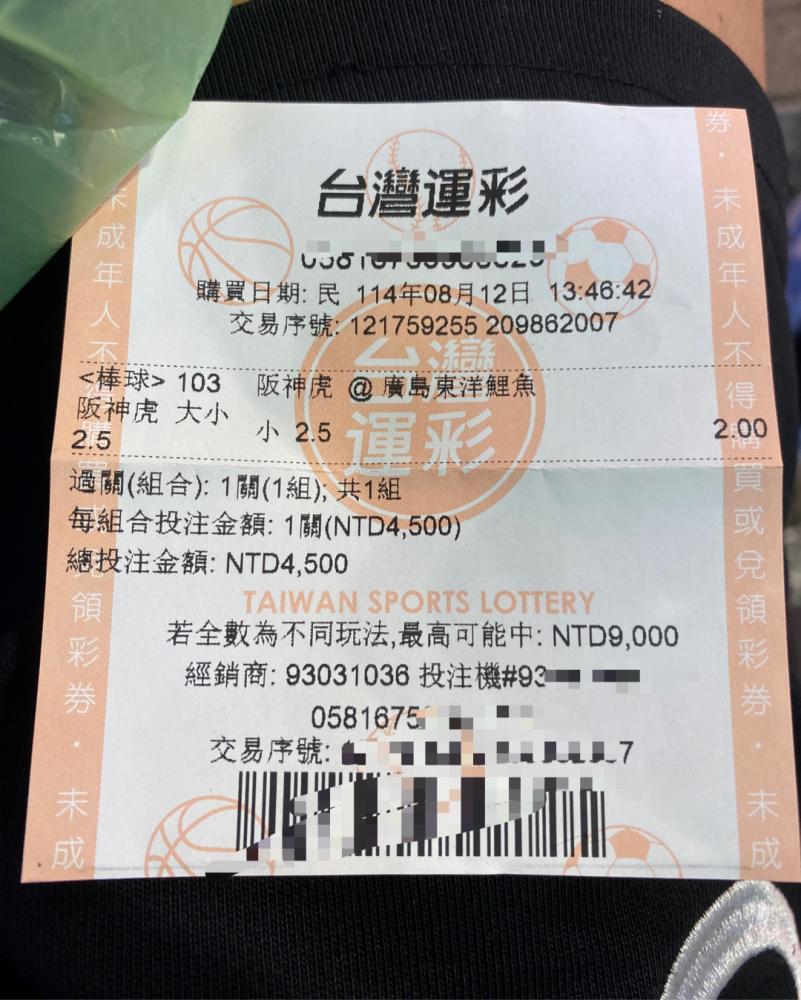 台灣運彩
購買日期: 民 114年08月12日 13:46:42
交易序號: 121759255 209862007
<棒球> 103 阪神虎 @ 廣島東洋鯉魚
阪神虎 大小
2.5
小 2.5
2.00
台灣
運彩
過關(組合): 1關(1組); 共1組
每組合投注金額: 1關(NTD4,500)
總投注金額: NTD4,500
TAIWAN SPORTS LOTTERY
若全數為不同玩法,最高可能中: NTD9,000
經銷商: 93031036 投注機#93
0581675
交易序號: 7
未成年人不得購買或兌領彩券 · 未成
券 · 未成年人不得購買或兌領彩券 · 未成